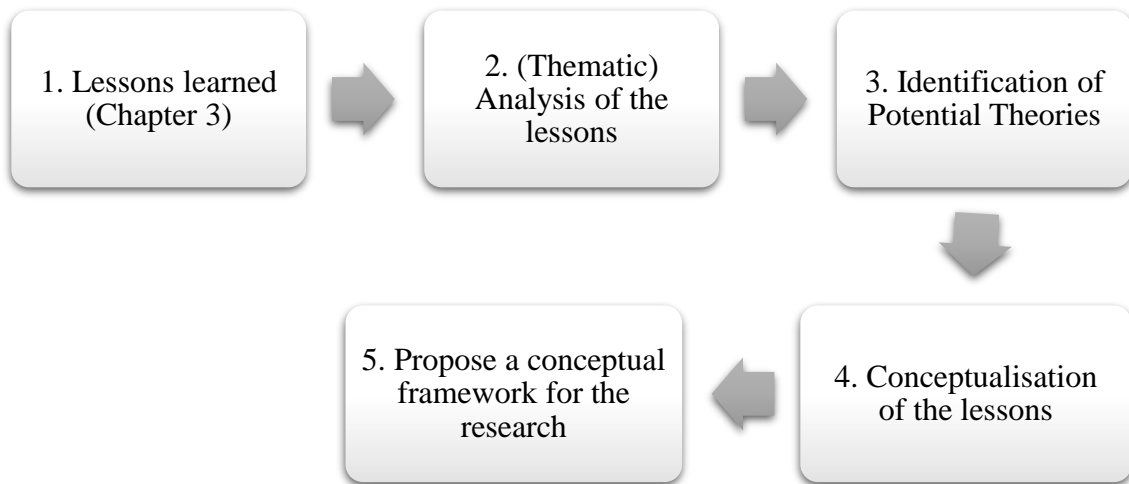 1. Lessons learned
(Chapter 3)
2. (Thematic)
Analysis of the
lessons
3. Identification of
Potential Theories
4. Conceptualisation
of the lessons
5. Propose a conceptual
framework for the
research